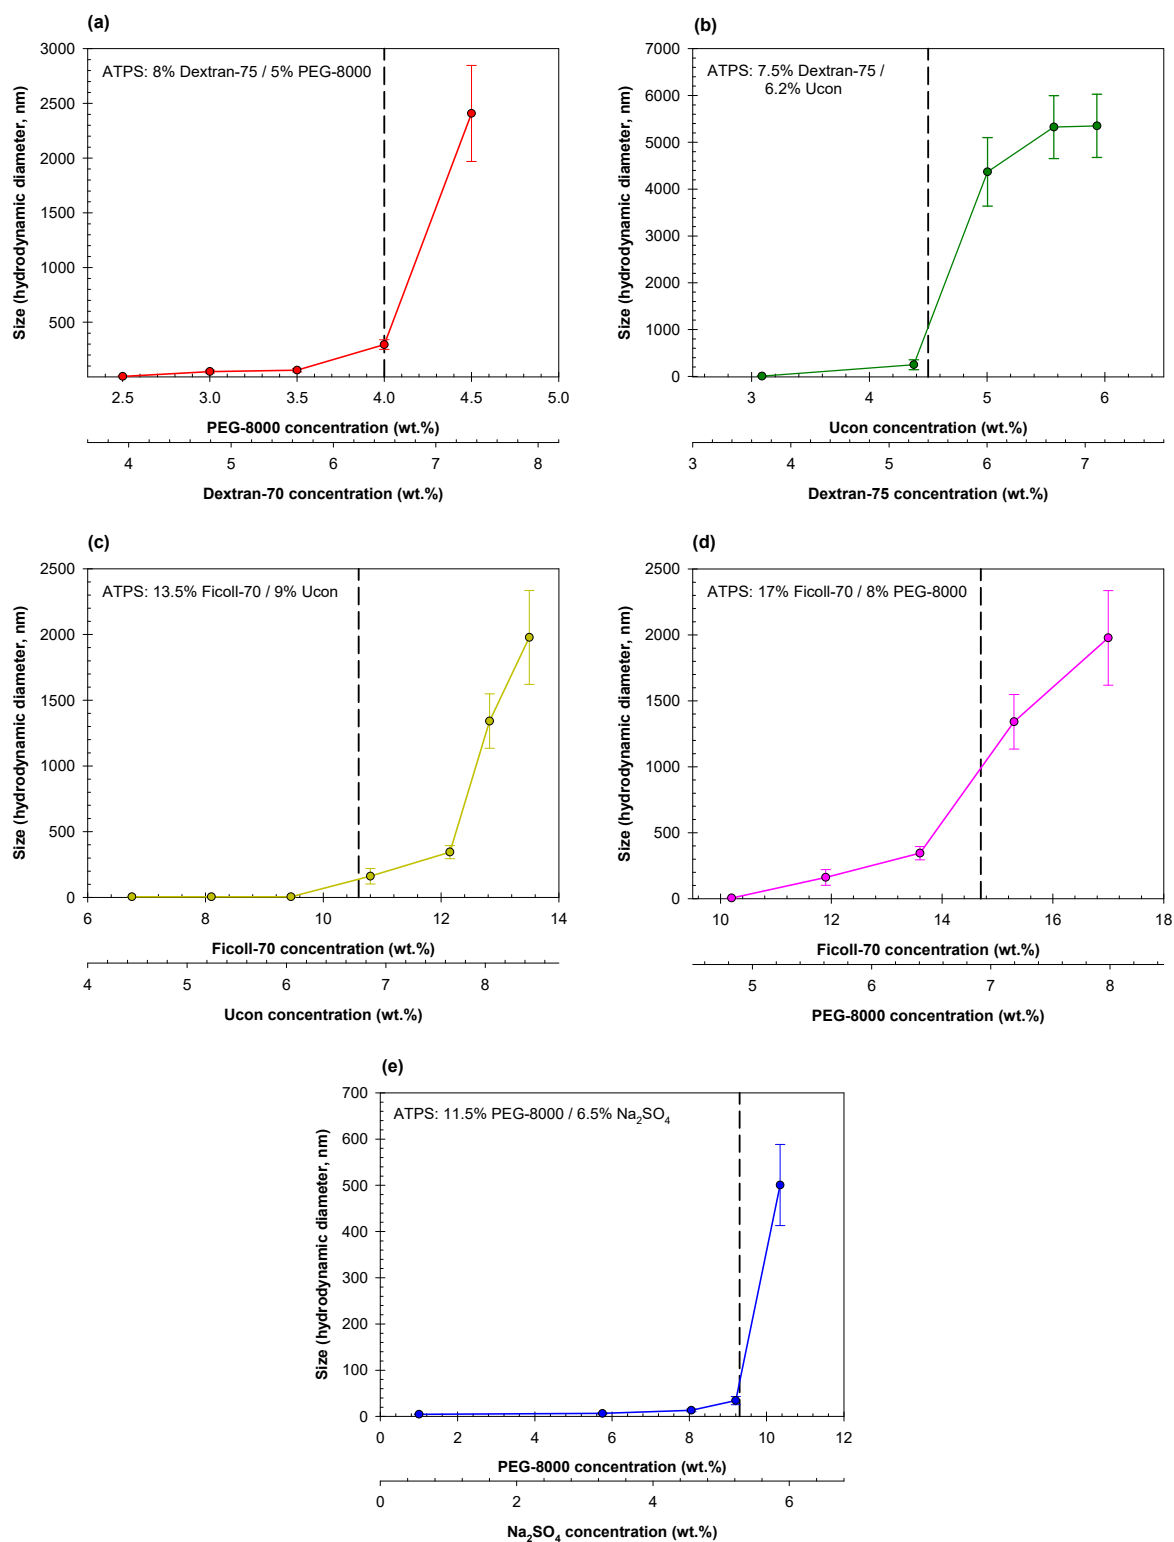 (a)
ATPS: 8% Dextran-75 / 5% PEG-8000
Size (hydrodynamic diameter, nm)
3000
2500
2000
1500
1000
500
2.5 3.0 3.5 4.0 4.5 5.0
PEG-8000 concentration (wt.%)
4 5 6 7 8
Dextran-70 concentration (wt.%)
(b)
ATPS: 7.5% Dextran-75 /
6.2% Ucon
Size (hydrodynamic diameter, nm)
7000
6000
5000
4000
3000
2000
1000
0
3 4 5 6
Ucon concentration (wt.%)
3 4 5 6 7
Dextran-75 concentration (wt.%)
(c)
ATPS: 13.5% Ficoll-70 / 9% Ucon
Size (hydrodynamic diameter, nm)
2500
2000
1500
1000
500
0
6 8 10 12 14
Ficoll-70 concentration (wt.%)
4 5 6 7 8
Ucon concentration (wt.%)
(d)
ATPS: 17% Ficoll-70 / 8% PEG-8000
Size (hydrodynamic diameter, nm)
2500
2000
1500
1000
500
0
10 12 14 16 18
Ficoll-70 concentration (wt.%)
5 6 7 8
PEG-8000 concentration (wt.%)
(e)
ATPS: 11.5% PEG-8000 / 6.5% Na₂SO₄
Size (hydrodynamic diameter, nm)
700
600
500
400
300
200
100
0
0 2 4 6 8 10 12
PEG-8000 concentration (wt.%)
0 2 4 6
Na₂SO₄ concentration (wt.%)